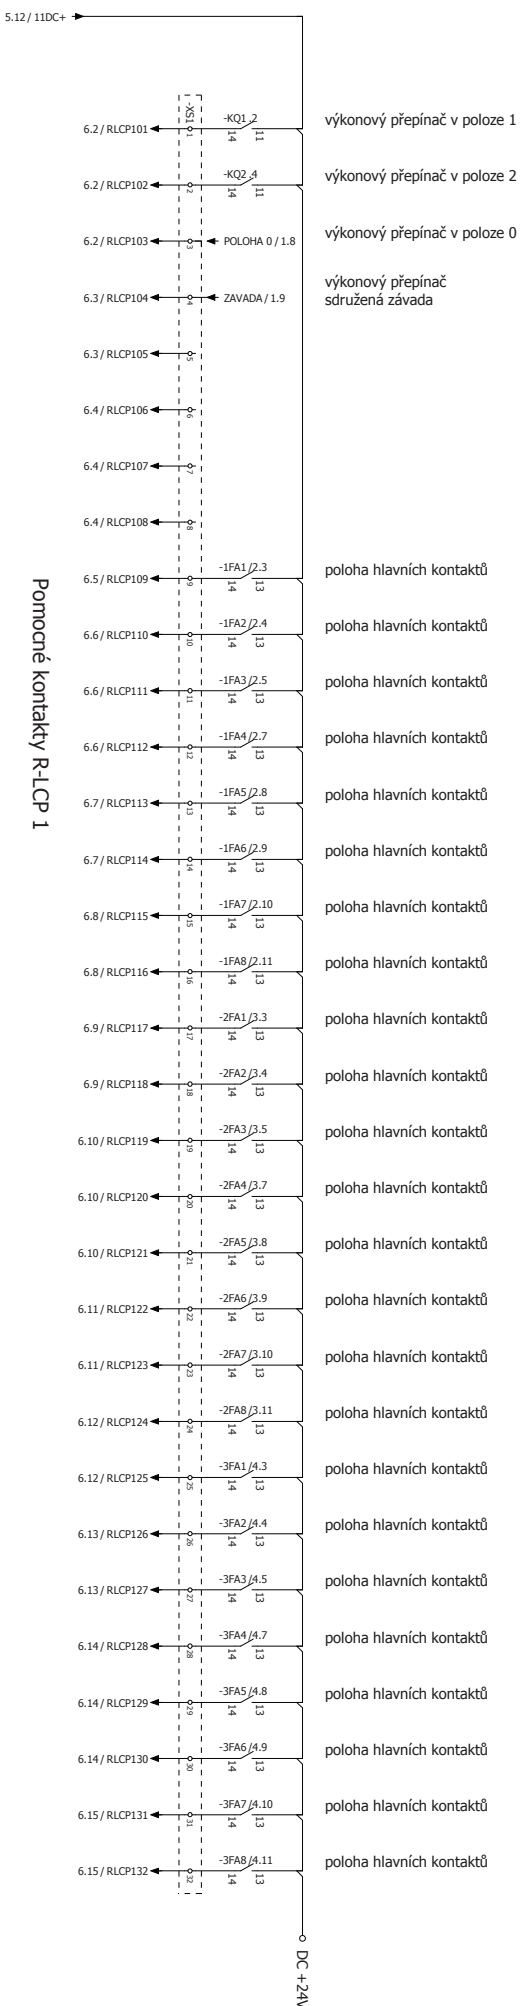 5.12 / 11DC+
-XS1
6.2 / RLCP101
1
-KQ1 .2
14
11
výkonový přepínač v poloze 1
6.2 / RLCP102
2
-KQ2 .4
14
11
výkonový přepínač v poloze 2
6.2 / RLCP103
3
POLOHA 0 / 1.8
výkonový přepínač v poloze 0
6.3 / RLCP104
4
ZAVADA / 1.9
výkonový přepínač
sdružená závada
6.3 / RLCP105
5
6.4 / RLCP106
6
6.4 / RLCP107
7
6.4 / RLCP108
8
6.5 / RLCP109
9
-1FA1 /2.3
14
13
poloha hlavních kontaktů
6.6 / RLCP110
10
-1FA2 /2.4
14
13
poloha hlavních kontaktů
6.6 / RLCP111
11
-1FA3 /2.5
14
13
poloha hlavních kontaktů
6.6 / RLCP112
12
-1FA4 /2.7
14
13
poloha hlavních kontaktů
6.7 / RLCP113
13
-1FA5 /2.8
14
13
poloha hlavních kontaktů
6.7 / RLCP114
14
-1FA6 /2.9
14
13
poloha hlavních kontaktů
6.8 / RLCP115
15
-1FA7 /2.10
14
13
poloha hlavních kontaktů
6.8 / RLCP116
16
-1FA8 /2.11
14
13
poloha hlavních kontaktů
6.9 / RLCP117
17
-2FA1 /3.3
14
13
poloha hlavních kontaktů
6.9 / RLCP118
18
-2FA2 /3.4
14
13
poloha hlavních kontaktů
6.10 / RLCP119
19
-2FA3 /3.5
14
13
poloha hlavních kontaktů
6.10 / RLCP120
20
-2FA4 /3.7
14
13
poloha hlavních kontaktů
6.10 / RLCP121
21
-2FA5 /3.8
14
13
poloha hlavních kontaktů
6.11 / RLCP122
22
-2FA6 /3.9
14
13
poloha hlavních kontaktů
6.11 / RLCP123
23
-2FA7 /3.10
14
13
poloha hlavních kontaktů
6.12 / RLCP124
24
-2FA8 /3.11
14
13
poloha hlavních kontaktů
6.12 / RLCP125
25
-3FA1 /4.3
14
13
poloha hlavních kontaktů
6.13 / RLCP126
26
-3FA2 /4.4
14
13
poloha hlavních kontaktů
6.13 / RLCP127
27
-3FA3 /4.5
14
13
poloha hlavních kontaktů
6.14 / RLCP128
28
-3FA4 /4.7
14
13
poloha hlavních kontaktů
6.14 / RLCP129
29
-3FA5 /4.8
14
13
poloha hlavních kontaktů
6.14 / RLCP130
30
-3FA6 /4.9
14
13
poloha hlavních kontaktů
6.15 / RLCP131
31
-3FA7 /4.10
14
13
poloha hlavních kontaktů
6.15 / RLCP132
32
-3FA8 /4.11
14
13
poloha hlavních kontaktů
Pomocné kontakty R-LCP 1
DC +24V